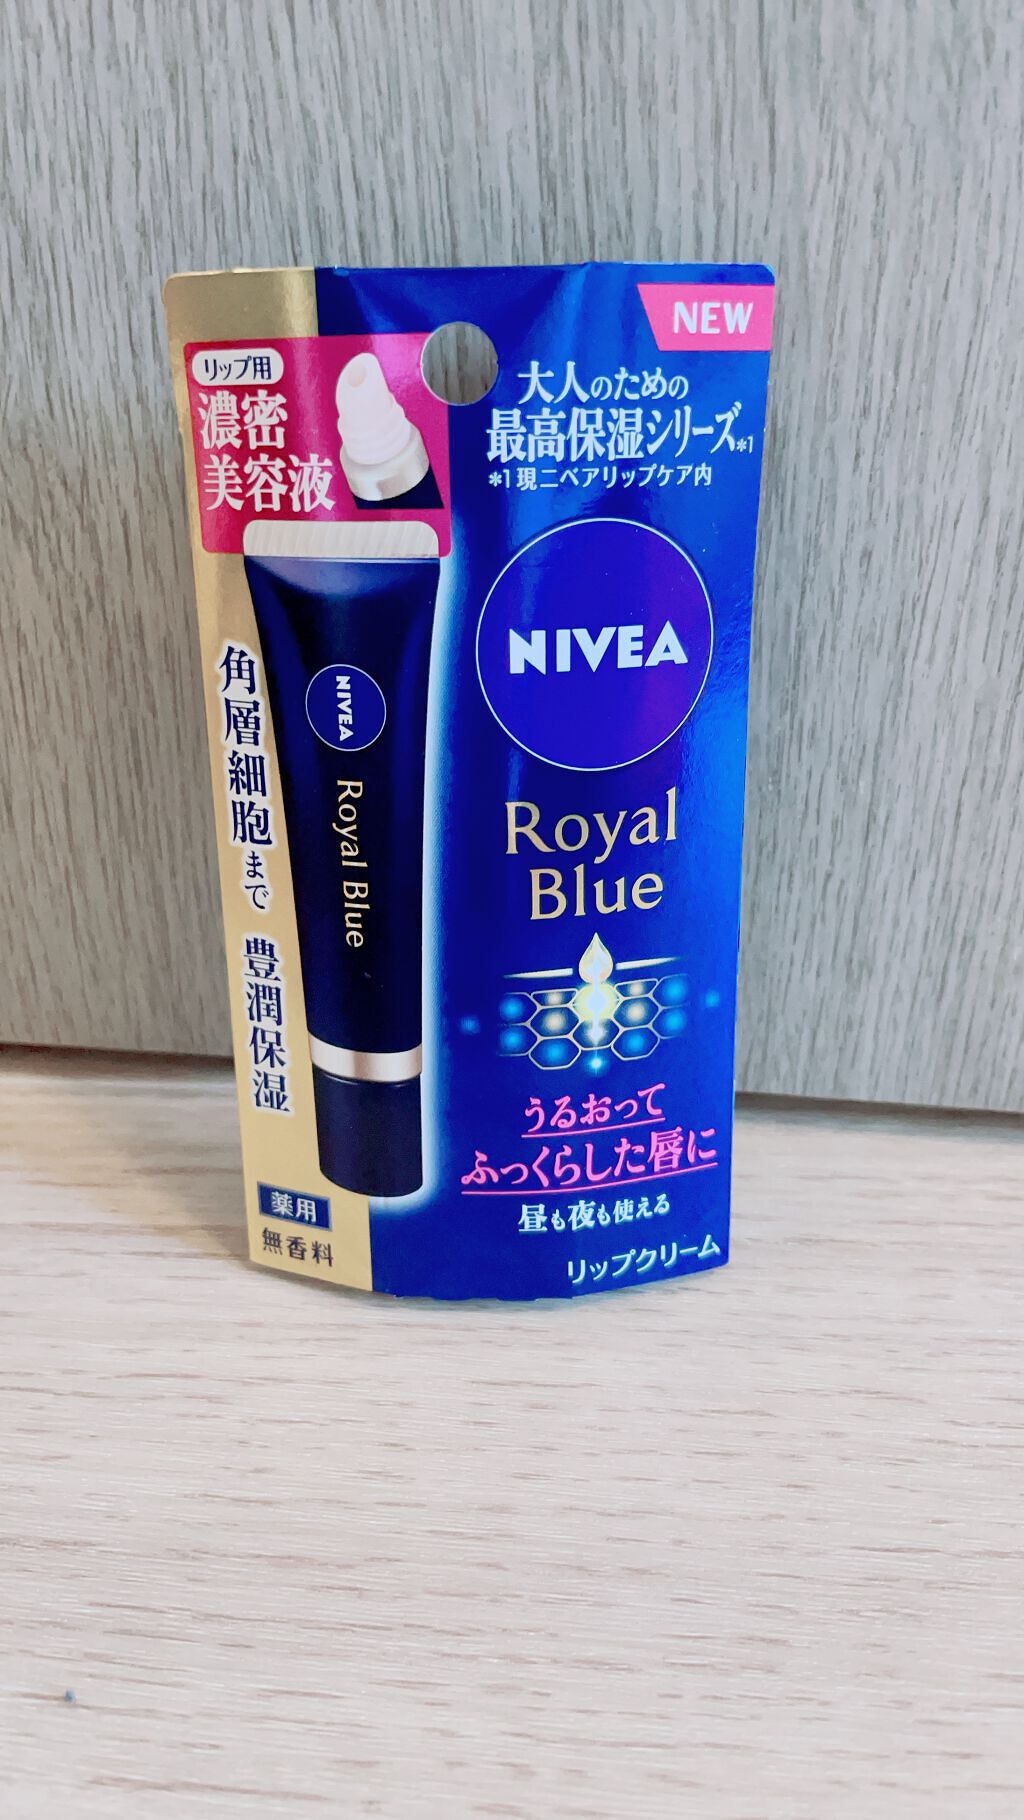 NEW
リップ用
濃密
美容液
大人のための
最高保湿シリーズ*1
*1現ニベアリップケア内
NIVEA
Royal
Blue
NIVEA
Royal Blue
角層細胞まで 豊潤保湿
うるおって
ふっくらした唇に
昼も夜も使える
リップクリーム
薬用
無香料